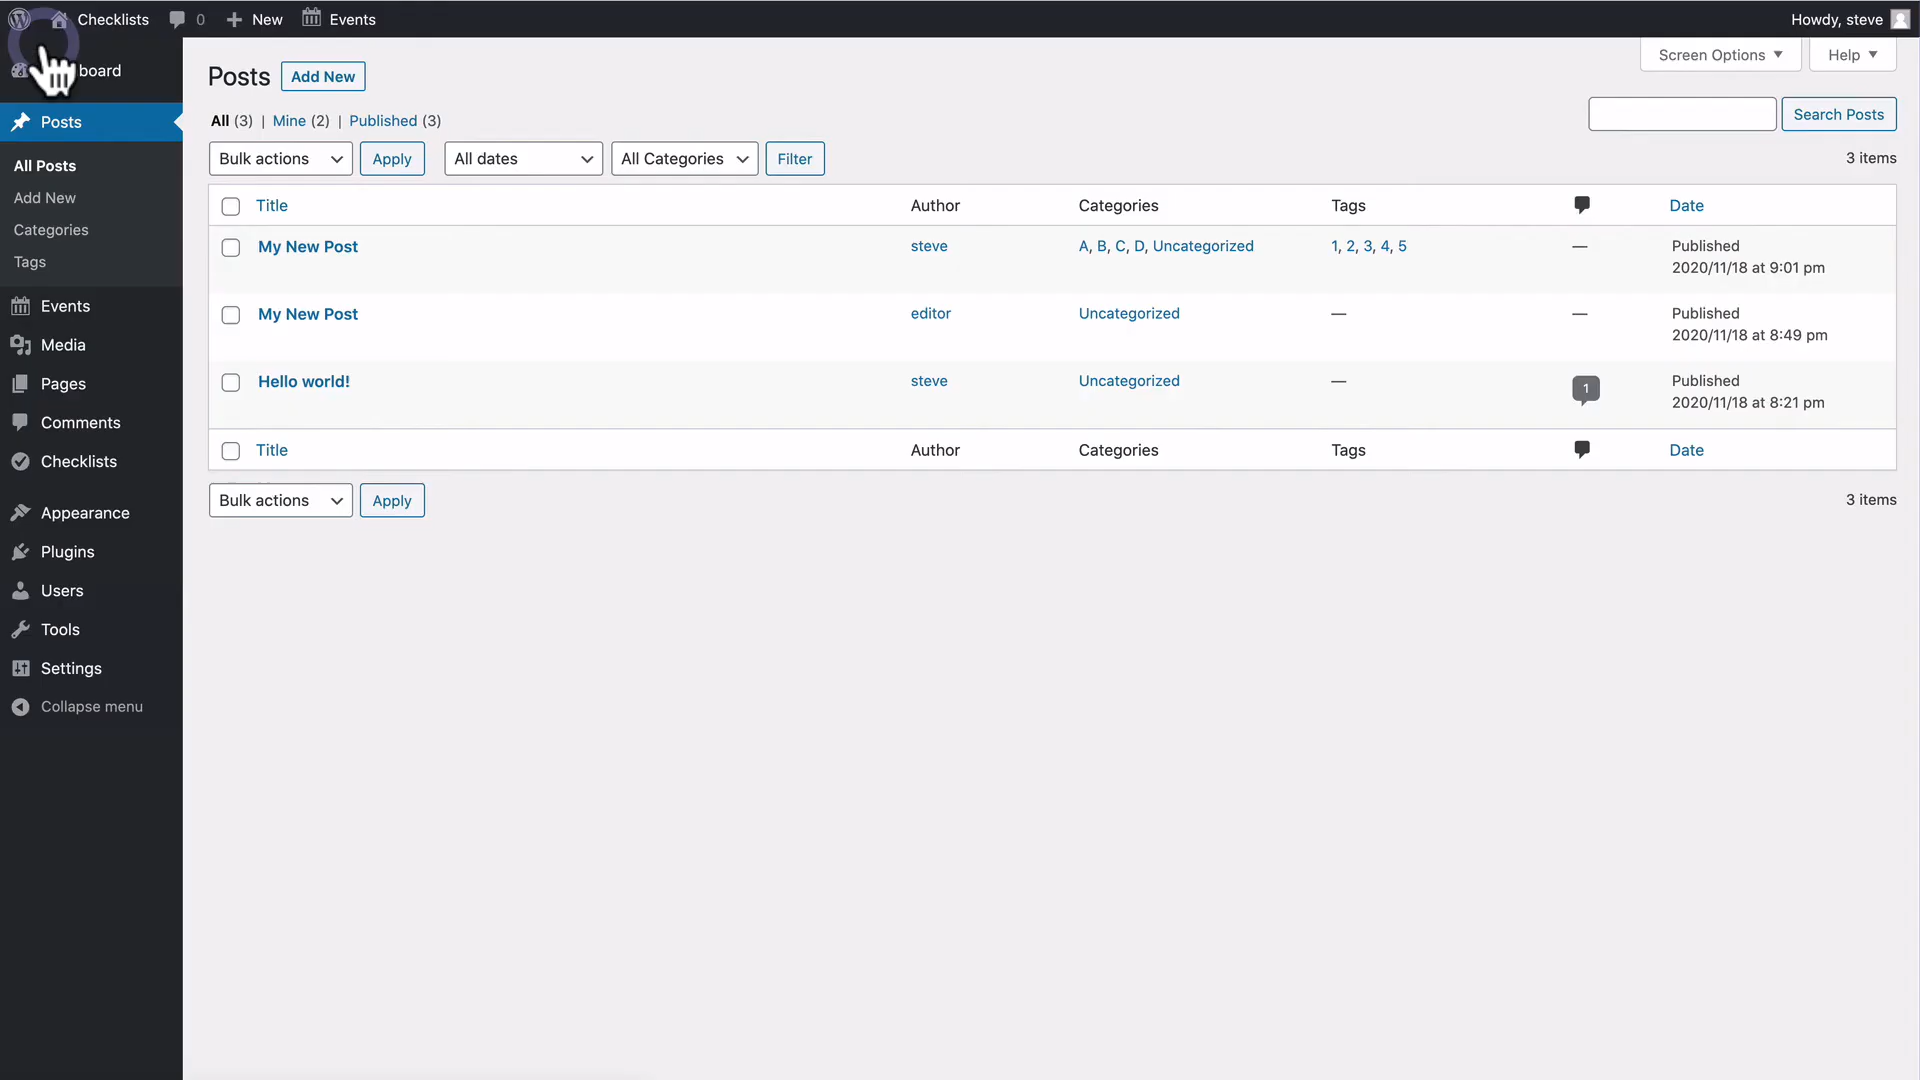 Checklists 0 New Events Howdy, steve
board
Screen Options Help
Posts Add New
Posts
All (3) | Mine (2) | Published (3)
Search Posts
Bulk actions Apply All dates All Categories Filter 3 items
All Posts
Add New
Categories
Tags
Events
Media
Pages
Comments
Checklists
Appearance
Plugins
Users
Tools
Settings
Collapse menu
Title Author Categories Tags Date
My New Post steve A, B, C, D, Uncategorized 1, 2, 3, 4, 5 — Published
2020/11/18 at 9:01 pm
My New Post editor Uncategorized — — Published
2020/11/18 at 8:49 pm
Hello world! steve Uncategorized — 1 Published
2020/11/18 at 8:21 pm
Title Author Categories Tags Date
Bulk actions Apply 3 items